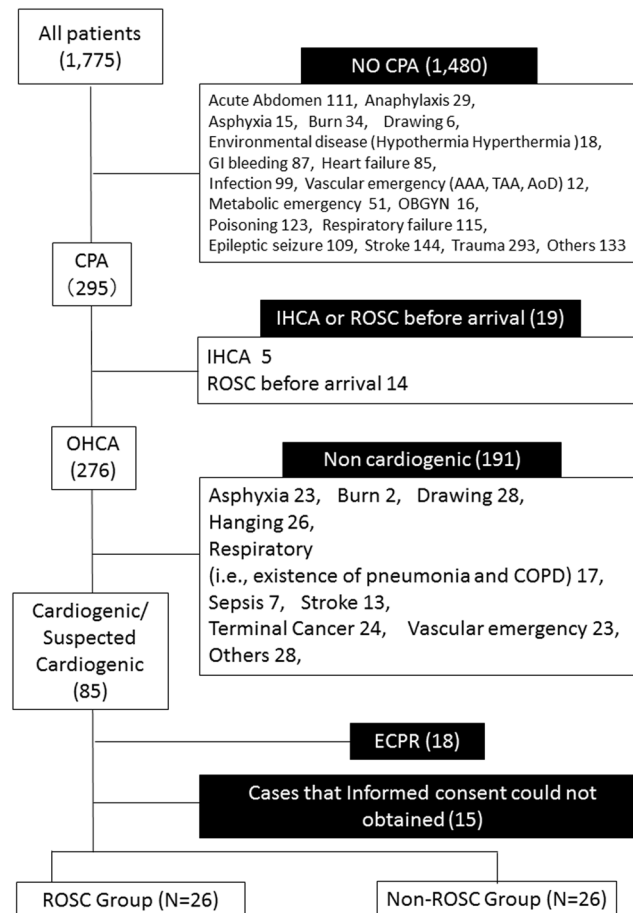 All patients
(1,775)
NO CPA (1,480)
Acute Abdomen 111, Anaphylaxis 29,
Asphyxia 15, Burn 34, Drawing 6,
Environmental disease (Hypothermia Hyperthermia )18,
GI bleeding 87, Heart failure 85,
Infection 99, Vascular emergency (AAA, TAA, AoD) 12,
Metabolic emergency 51, OBGYN 16,
Poisoning 123, Respiratory failure 115,
Epileptic seizure 109, Stroke 144, Trauma 293, Others 133
CPA
(295)
IHCA or ROSC before arrival (19)
IHCA 5
ROSC before arrival 14
OHCA
(276)
Non cardiogenic (191)
Asphyxia 23, Burn 2, Drawing 28,
Hanging 26,
Respiratory
(i.e., existence of pneumonia and COPD) 17,
Sepsis 7, Stroke 13,
Terminal Cancer 24, Vascular emergency 23,
Others 28,
Cardiogenic/
Suspected
Cardiogenic
(85)
ECPR (18)
Cases that Informed consent could not
obtained (15)
ROSC Group (N=26)
Non-ROSC Group (N=26)